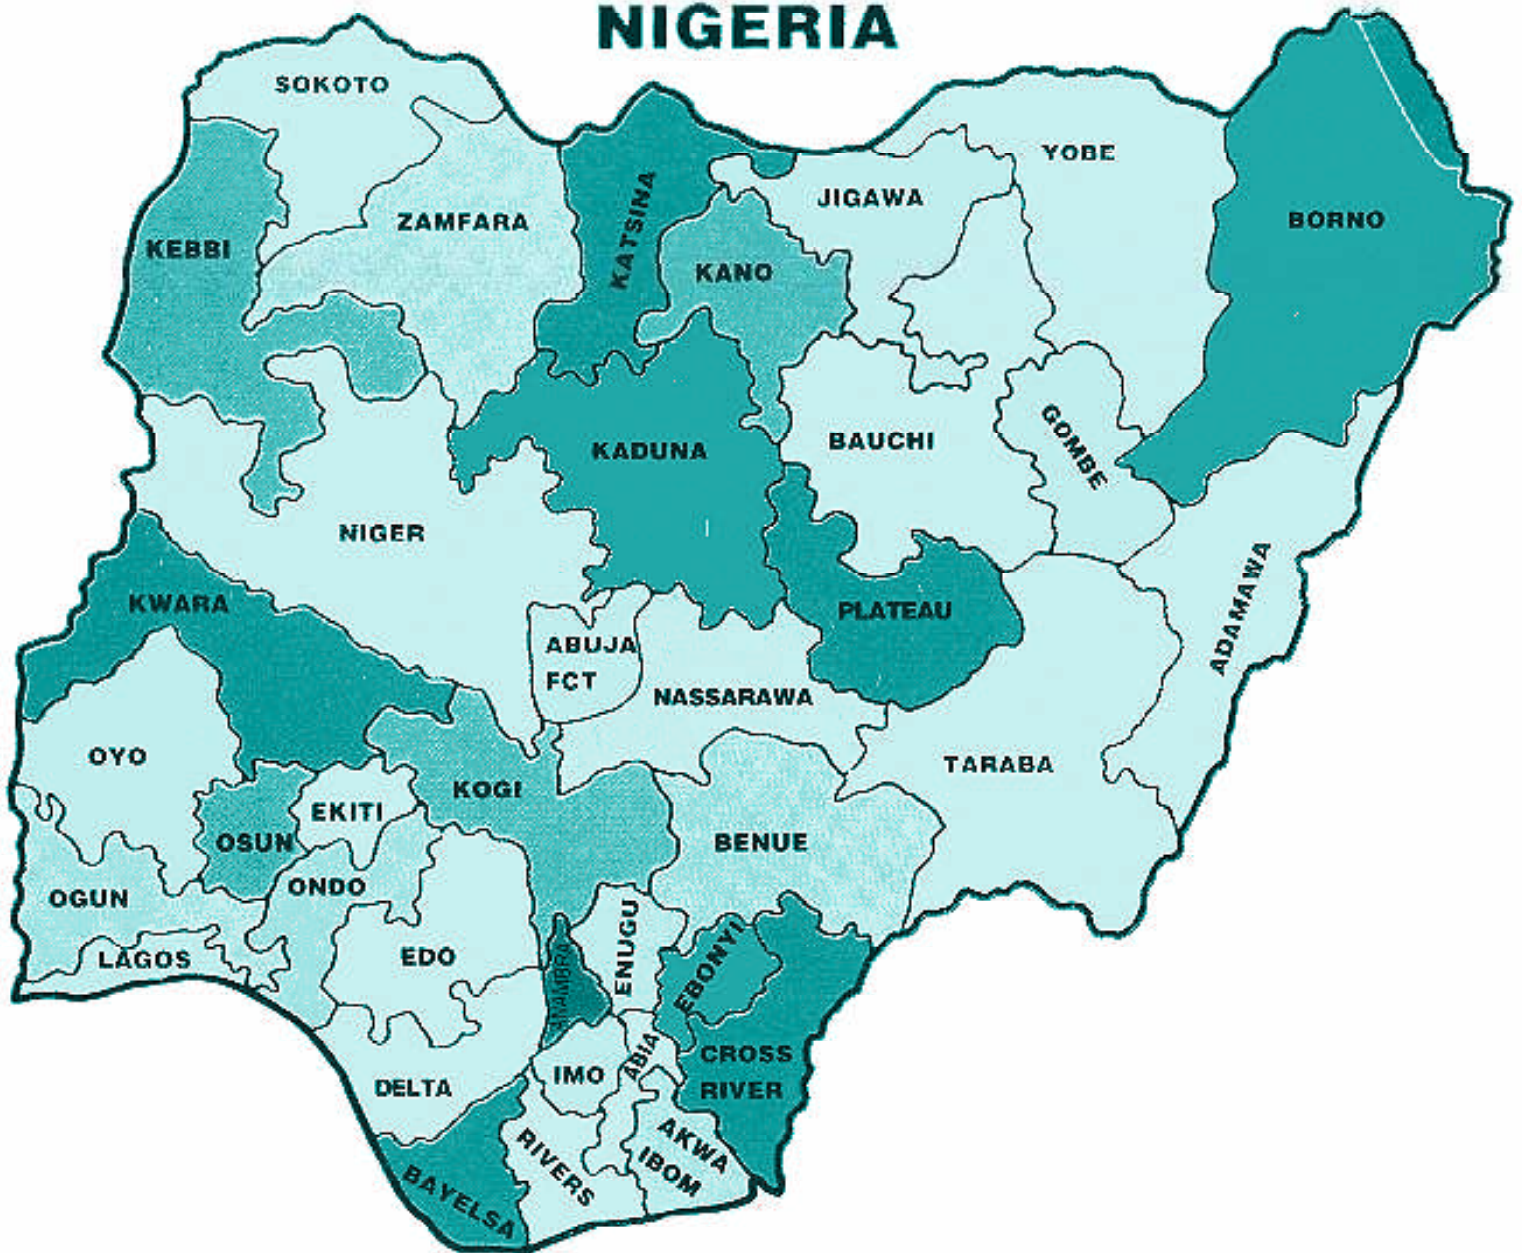 NIGERIA
SOKOTO
YOBE
JIGAWA
ZAMFARA
KATSINA
BORNO
KEBBI
KANO
KADUNA
BAUCHI
GOMBE
NIGER
KWARA
PLATEAU
ADAMAWA
ABUJA
FCT
NASSARAWA
OYO
TARABA
KOGI
EKITI
OSUN
BENUE
ONDO
OGUN
ENUGU
EDO
LAGOS
ANAMBRA
EBONYI
CROSS
RIVER
ABIA
IMO
DELTA
AKWA
IBOM
RIVERS
BAYELSA